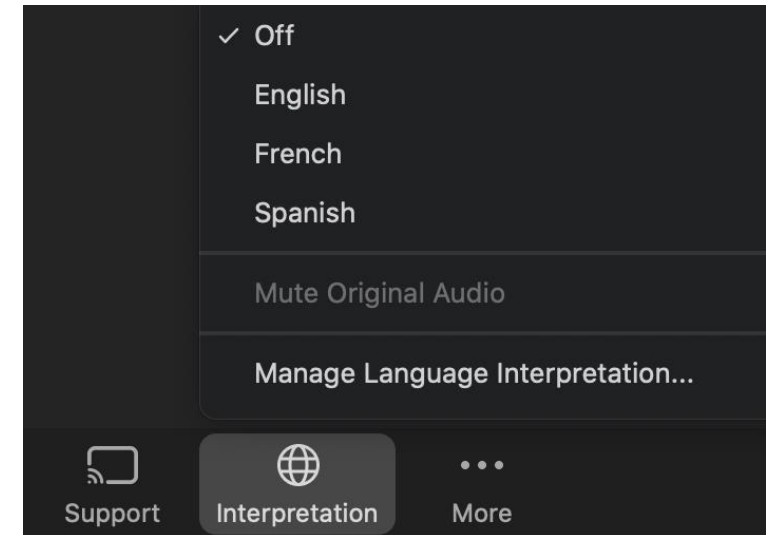 Off
English
French
Spanish
Mute Original Audio
Manage Language Interpretation...
Support
Interpretation
More